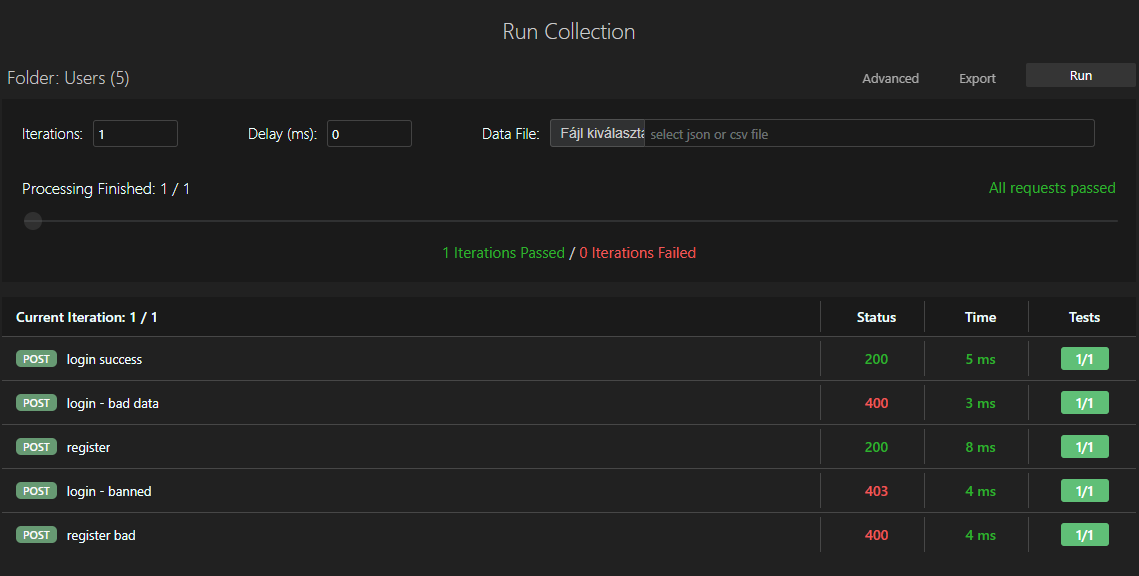 Run Collection
Folder: Users (5) Advanced Export Run
Iterations: 1 Delay (ms): 0 Data File: Fájl kiválaszta select json or csv file
Processing Finished: 1 / 1 All requests passed
1 Iterations Passed / 0 Iterations Failed
Current Iteration: 1 / 1 Status Time Tests
POST login success 200 5 ms 1/1
POST login - bad data 400 3 ms 1/1
POST register 200 8 ms 1/1
POST login - banned 403 4 ms 1/1
POST register bad 400 4 ms 1/1